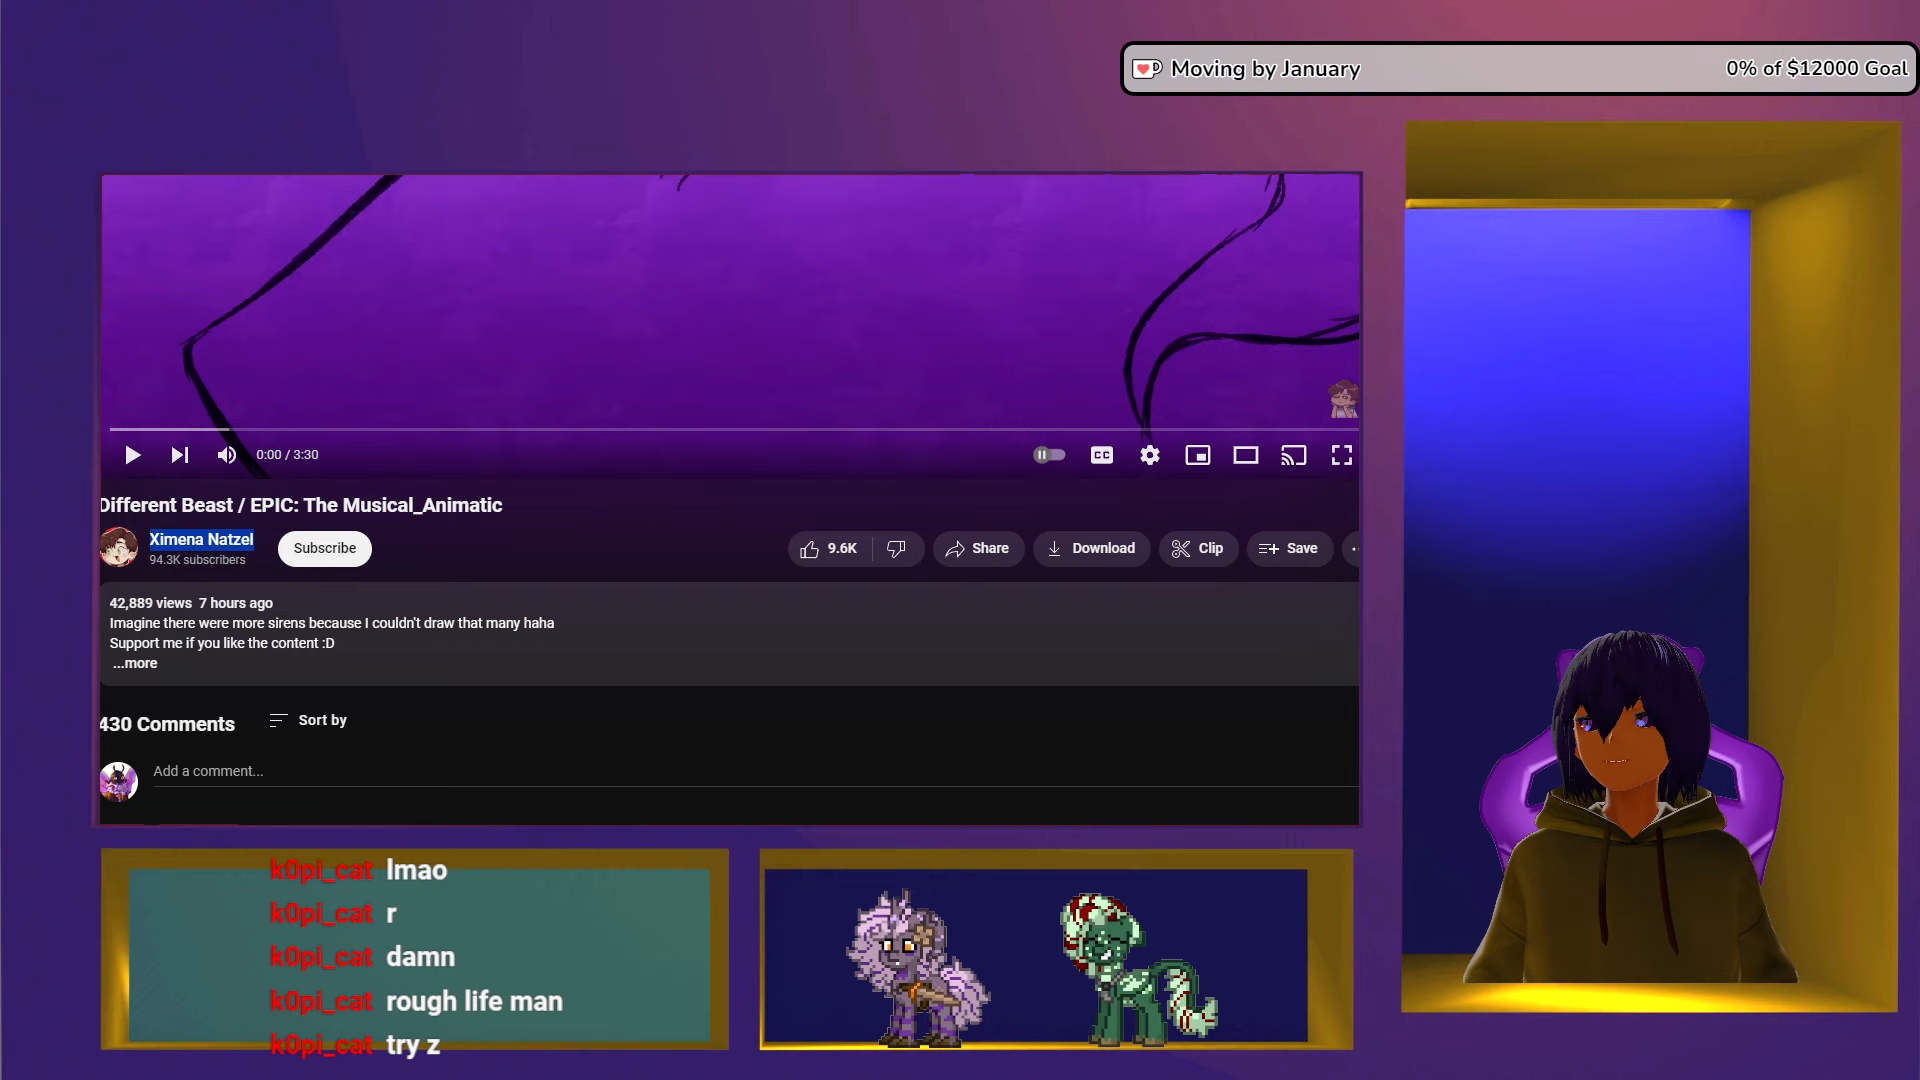 Moving by January
0% of $12000 Goal
0:00 / 3:30
CC
Different Beast / EPIC: The Musical_Animatic
Ximena Natzel
94.3K subscribers
Subscribe
9.6K
Share
Download
Clip
Save
42,889 views 7 hours ago
Imagine there were more sirens because I couldn't draw that many haha
Support me if you like the content :D
...more
430 Comments
Sort by
Add a comment...
k0pi_cat lmao
k0pi_cat r
k0pi_cat damn
k0pi_cat rough life man
k0pi_cat try z